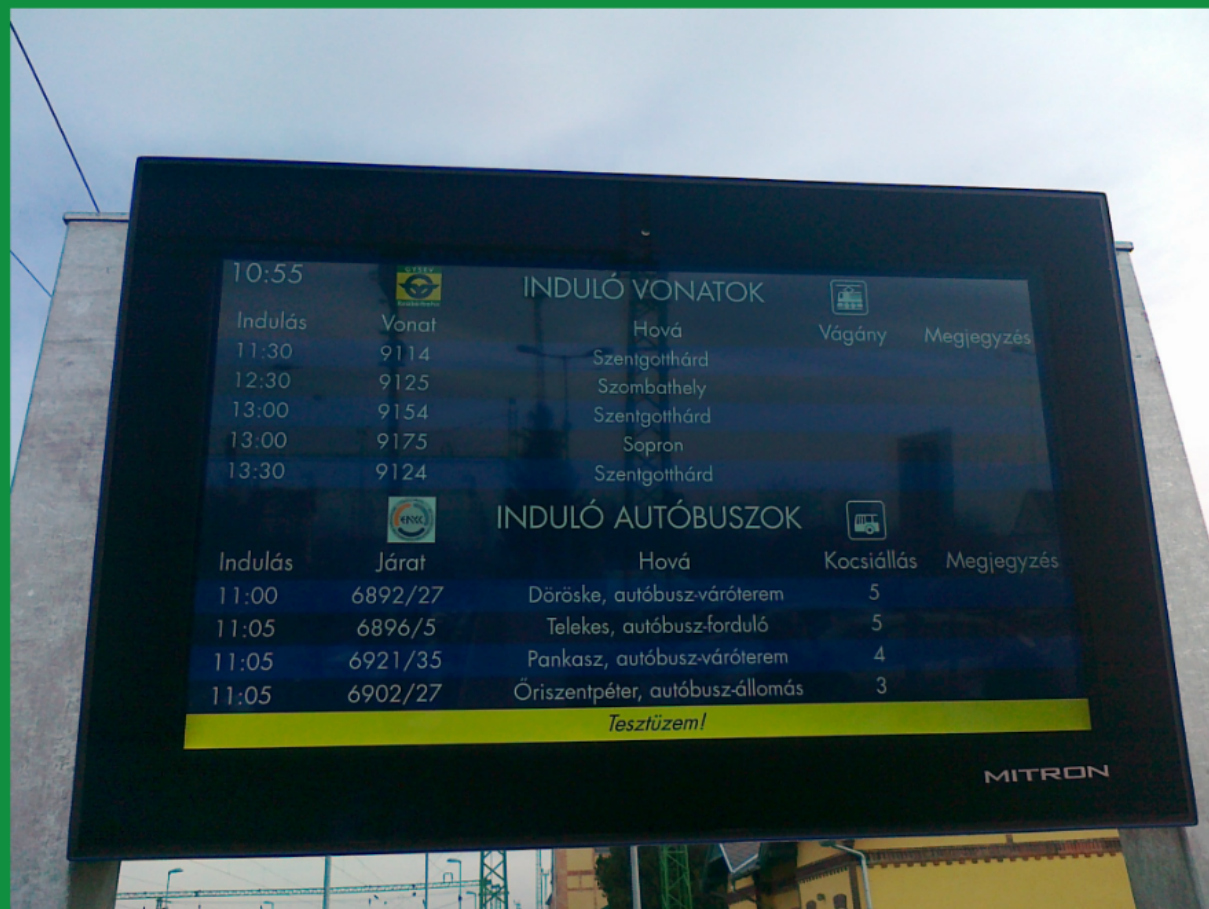 10:55 GYSEV INDULÓ VONATOK
Indulás Vonat Hová Vágány Megjegyzés
11:30 9114 Szentgotthárd
12:30 9125 Szombathely
13:00 9154 Szentgotthárd
13:00 9175 Sopron
13:30 9124 Szentgotthárd
INDULÓ AUTÓBUSZOK
Indulás Járat Hová Kocsiállás Megjegyzés
11:00 6892/27 Döröske, autóbusz-váróterem 5
11:05 6896/5 Telekes, autóbusz-forduló 5
11:05 6921/35 Pankasz, autóbusz-váróterem 4
11:05 6902/27 Őriszentpéter, autóbusz-állomás 3
Tesztüzem!
MITRON